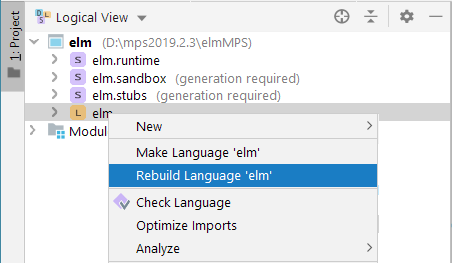 1: Project
Logical View
elm (D:\mps2019.2.3\elmMPS)
S elm.runtime
S elm.sandbox (generation required)
S elm.stubs (generation required)
L elm
Modul
New
Make Language 'elm'
Rebuild Language 'elm'
Check Language
Optimize Imports
Analyze